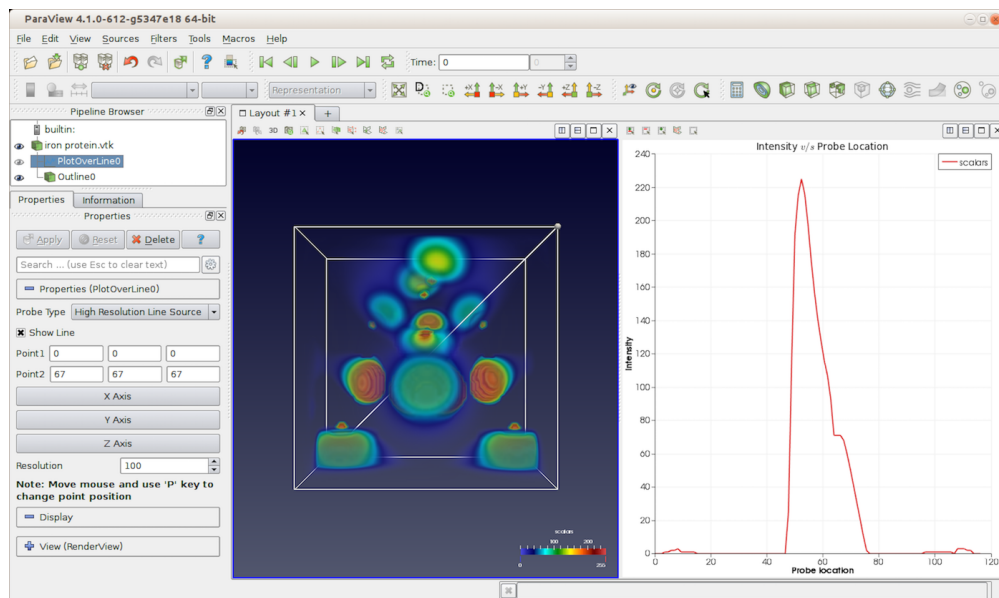 ParaView 4.1.0-612-g5347e18 64-bit
File Edit View Sources Filters Tools Macros Help
Time: 0 0
Representation
+X -X +Y -Y +Z -Z
Pipeline Browser
builtin:
iron protein.vtk
PlotOverLine0
Outline0
Properties Information
Properties
Apply Reset Delete ?
Search ... (use Esc to clear text)
Properties (PlotOverLine0)
Probe Type High Resolution Line Source
Show Line
Point1 0 0 0
Point2 67 67 67
X Axis
Y Axis
Z Axis
Resolution 100
Note: Move mouse and use 'P' key to
change point position
Display
View (RenderView)
Layout #1 × +
3D
scalars
100 200
0 255
Intensity v/s Probe Location
scalars
240
220
200
180
160
140
120
100
80
60
40
20
0
Intensity
0 20 40 60 80 100 120
Probe location